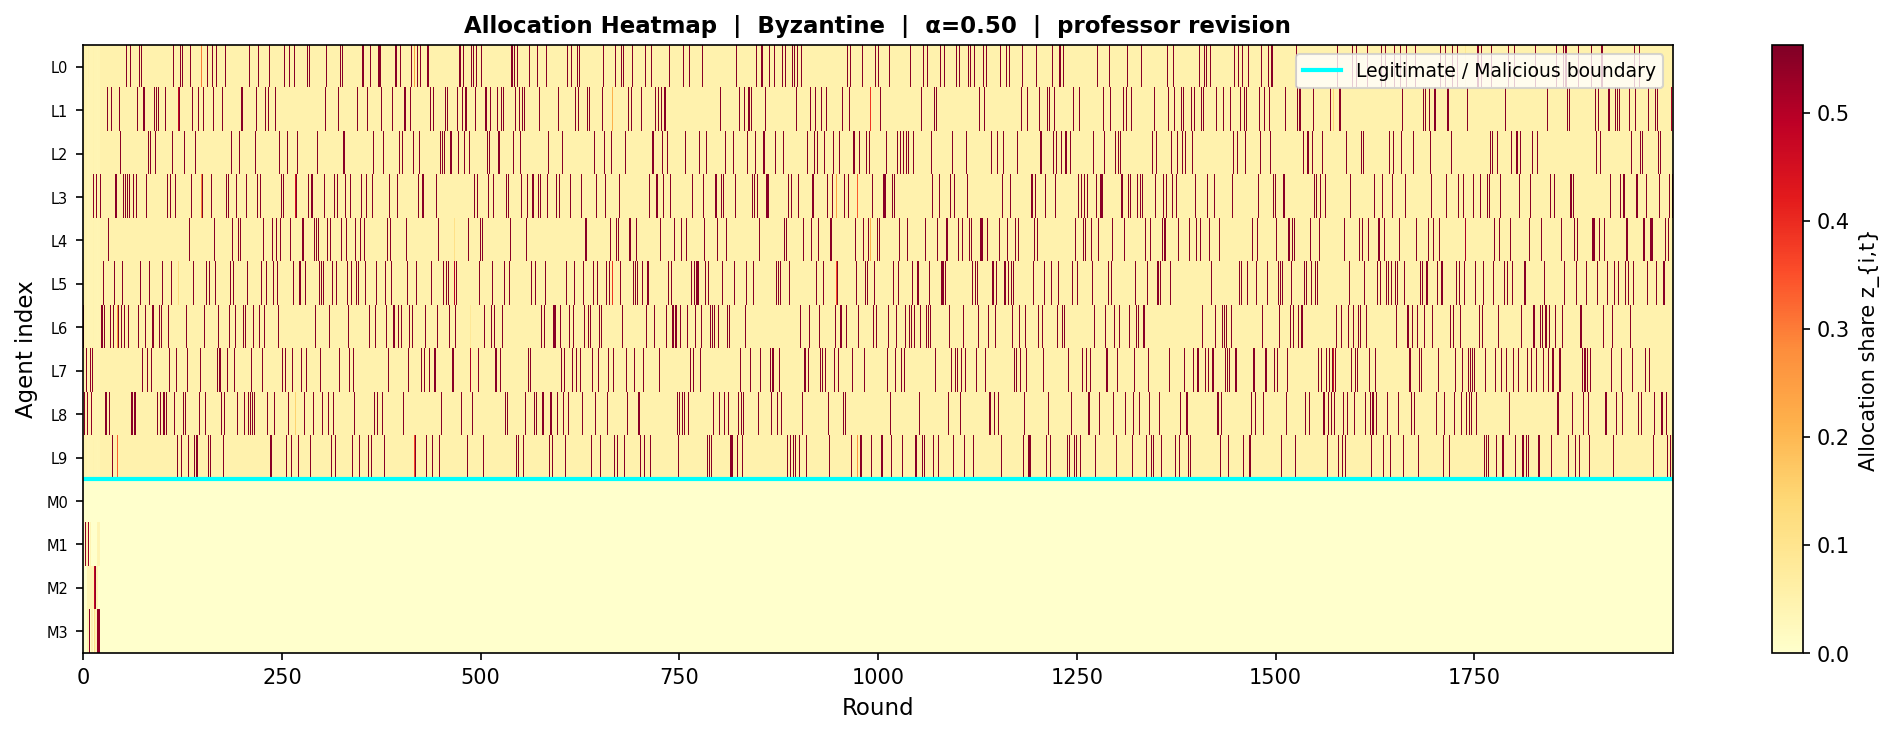 Allocation Heatmap | Byzantine | α=0.50 | professor revision
Legitimate / Malicious boundary
Agent index
L0
L1
L2
L3
L4
L5
L6
L7
L8
L9
M0
M1
M2
M3
0 250 500 750 1000 1250 1500 1750
Round
0.5
0.4
0.3
0.2
0.1
0.0
Allocation share z_{i,t}